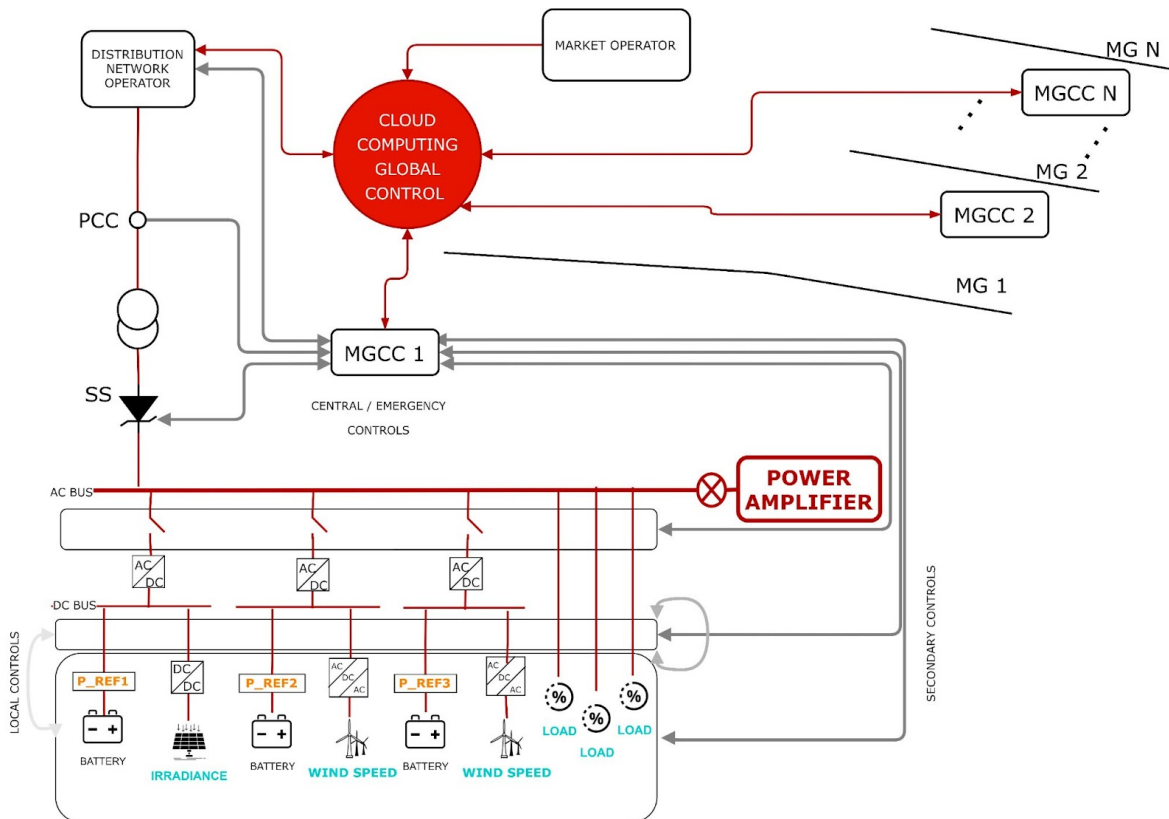 DISTRIBUTION
NETWORK
OPERATOR
MARKET OPERATOR
MG N
MGCC N
CLOUD
COMPUTING
GLOBAL
CONTROL
MG 2
MGCC 2
PCC
MG 1
MGCC 1
SS
CENTRAL / EMERGENCY
CONTROLS
POWER
AMPLIFIER
AC BUS
AC
DC
AC
DC
AC
DC
DC BUS
LOCAL CONTROLS
SECONDARY CONTROLS
P_REF1
DC
DC
P_REF2
AC
DC
AC
P_REF3
AC
DC
AC
%
%
%
LOAD
LOAD
LOAD
BATTERY
IRRADIANCE
BATTERY
WIND SPEED
BATTERY
WIND SPEED